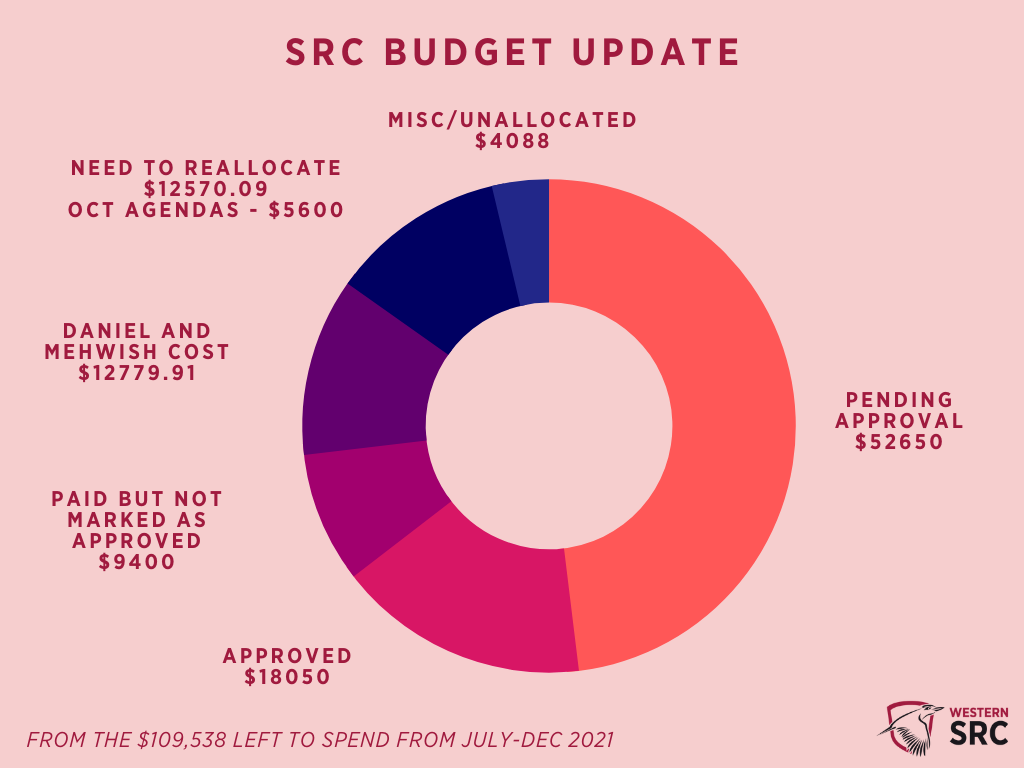 SRC BUDGET UPDATE
MISC/UNALLOCATED
$4088
NEED TO REALLOCATE
$12570.09
OCT AGENDAS - $5600
DANIEL AND
MEHWISH COST
$12779.91
PENDING
APPROVAL
$52650
PAID BUT NOT
MARKED AS
APPROVED
$9400
APPROVED
$18050
FROM THE $109,538 LEFT TO SPEND FROM JULY-DEC 2021
WESTERN
SRC